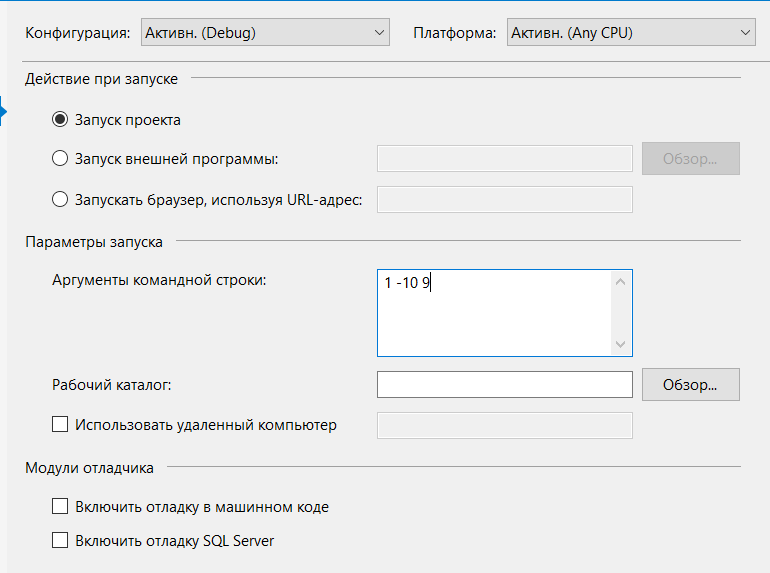 Конфигурация: Активн. (Debug) Платформа: Активн. (Any CPU)
Действие при запуске
Запуск проекта
Запуск внешней программы: Обзор...
Запускать браузер, используя URL-адрес:
Параметры запуска
Аргументы командной строки: 1 -10 9
Рабочий каталог: Обзор...
Использовать удаленный компьютер
Модули отладчика
Включить отладку в машинном коде
Включить отладку SQL Server